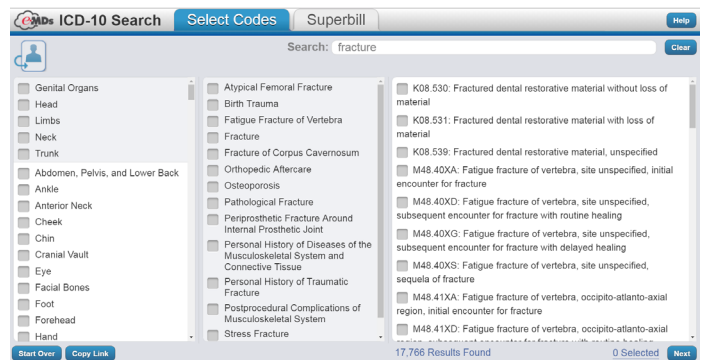 eMDs ICD-10 Search
Select Codes
Superbill
Help
Search: fracture
Clear
Genital Organs
Head
Limbs
Neck
Trunk
Abdomen, Pelvis, and Lower Back
Ankle
Anterior Neck
Cheek
Chin
Cranial Vault
Eye
Facial Bones
Foot
Forehead
Hand
Atypical Femoral Fracture
Birth Trauma
Fatigue Fracture of Vertebra
Fracture
Fracture of Corpus Cavernosum
Orthopedic Aftercare
Osteoporosis
Pathological Fracture
Periprosthetic Fracture Around
Internal Prosthetic Joint
Personal History of Diseases of the
Musculoskeletal System and
Connective Tissue
Personal History of Traumatic
Fracture
Postprocedural Complications of
Musculoskeletal System
Stress Fracture
K08.530: Fractured dental restorative material without loss of
material
K08.531: Fractured dental restorative material with loss of
material
K08.539: Fractured dental restorative material, unspecified
M48.40XA: Fatigue fracture of vertebra, site unspecified, initial
encounter for fracture
M48.40XD: Fatigue fracture of vertebra, site unspecified,
subsequent encounter for fracture with routine healing
M48.40XG: Fatigue fracture of vertebra, site unspecified,
subsequent encounter for fracture with delayed healing
M48.40XS: Fatigue fracture of vertebra, site unspecified,
sequela of fracture
M48.41XA: Fatigue fracture of vertebra, occipito-atlanto-axial
region, initial encounter for fracture
M48.41XD: Fatigue fracture of vertebra, occipito-atlanto-axial
region, subsequent encounter for fracture with routine healing
Start Over
Copy Link
17,766 Results Found
0 Selected
Next